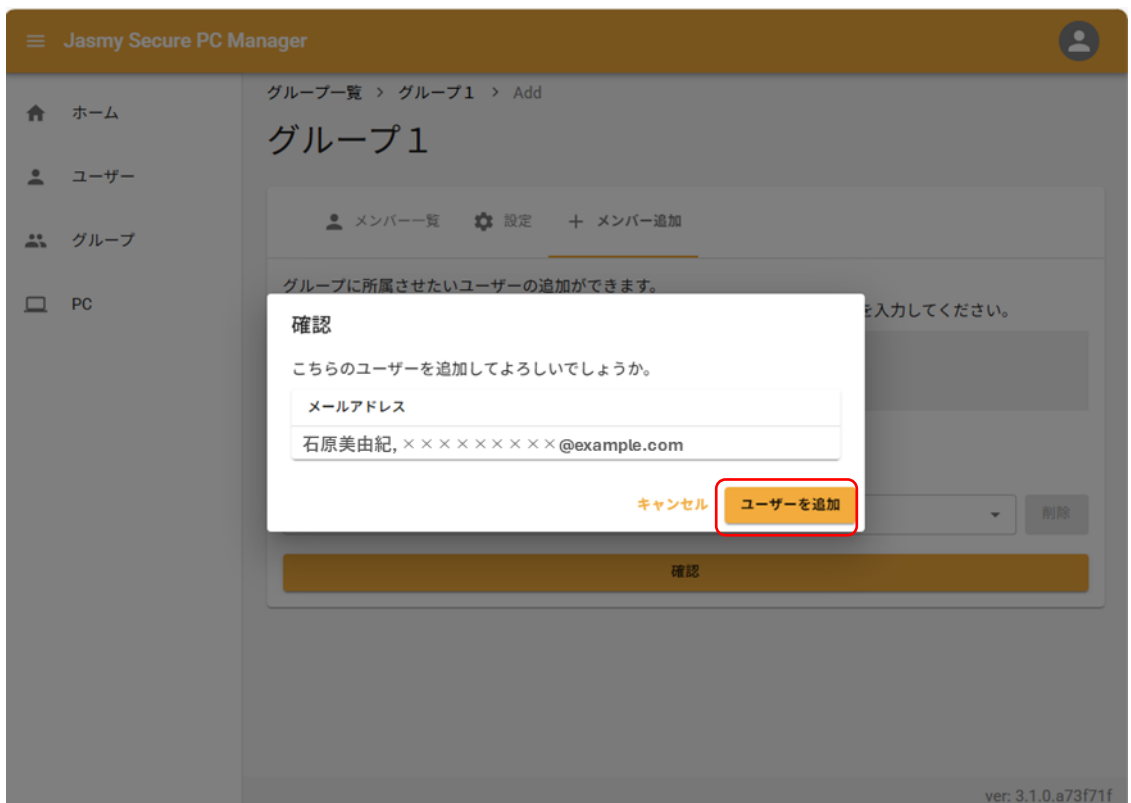 Jasmy Secure PC Manager
ホーム
ユーザー
グループ
PC
グループ一覧 > グループ１ > Add
グループ１
メンバー一覧 設定 + メンバー追加
グループに所属させたいユーザーの追加ができます。
を入力してください。
確認
こちらのユーザーを追加してよろしいでしょうか。
メールアドレス
石原美由紀, ×××××××××@example.com
キャンセル ユーザーを追加
削除
確認
ver: 3.1.0.a73f71f